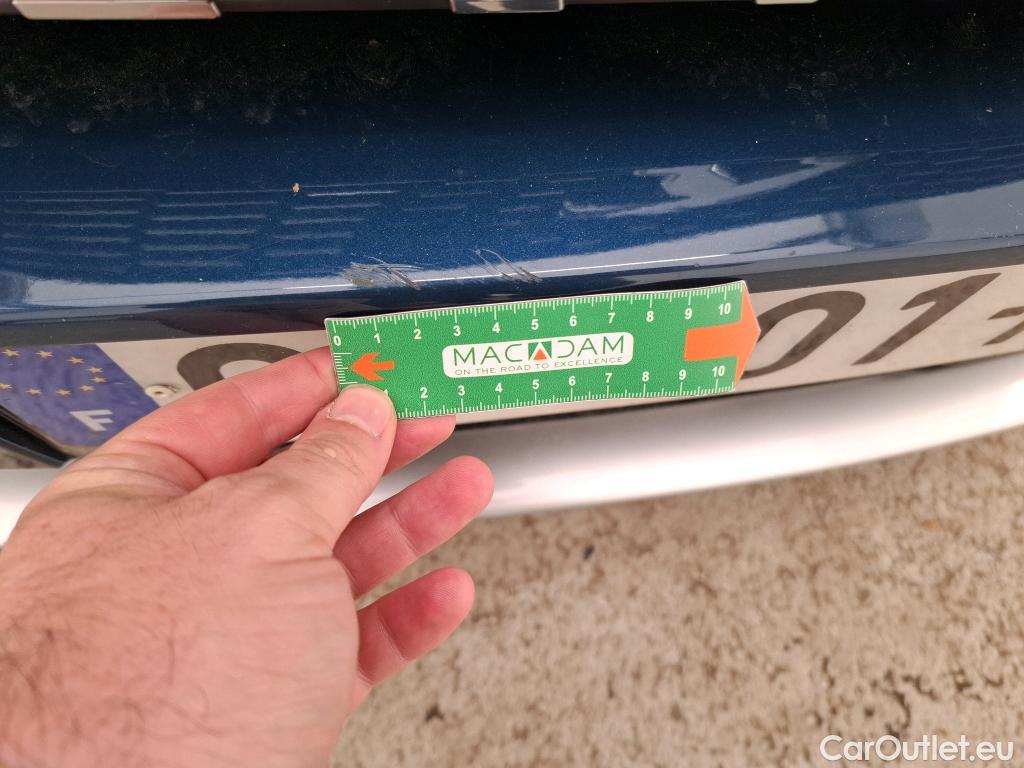 0 1 2 3 4 5 6 7 8 9 10
MACADAM
ON THE ROAD TO EXCELLENCE
2 3 4 5 6 7 8 9 10
01
F
CarOutlet.eu